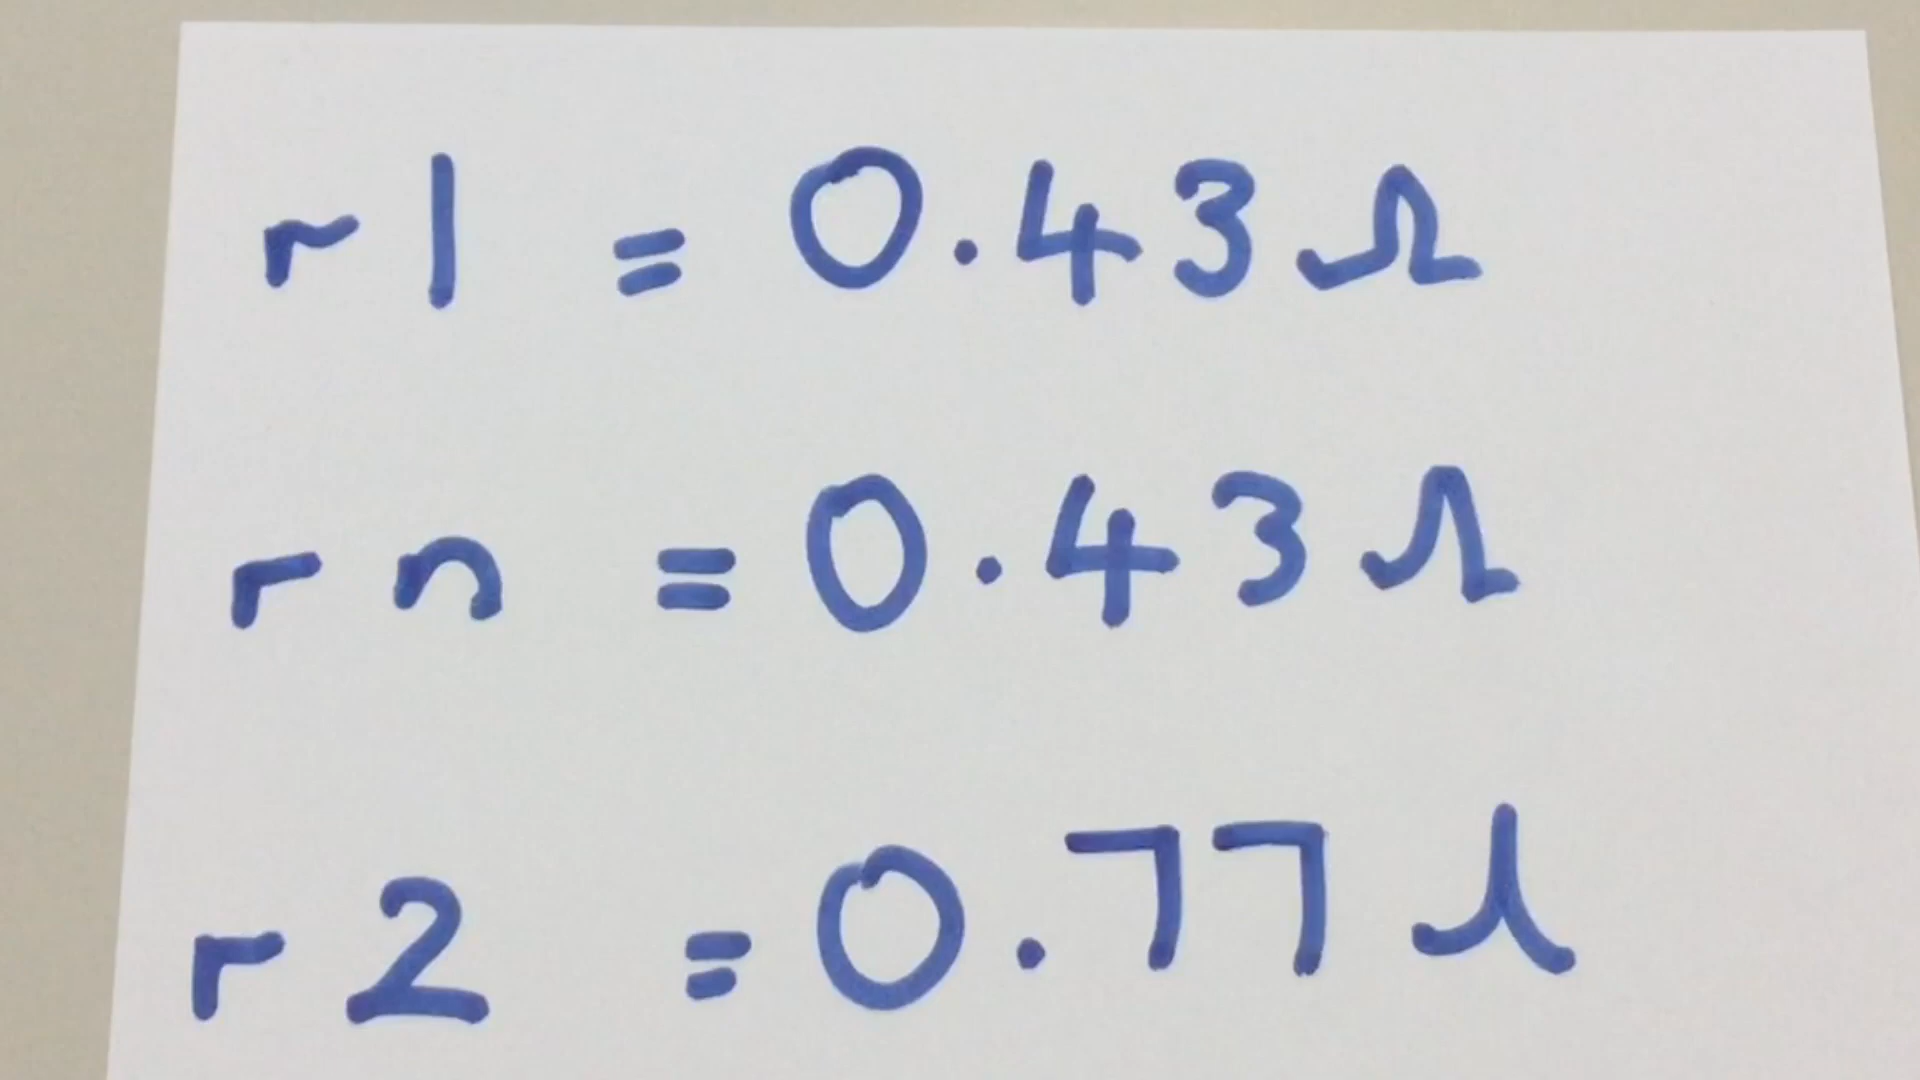 r1 = 0.43Ω
rn = 0.43Ω
r2 = 0.77Ω